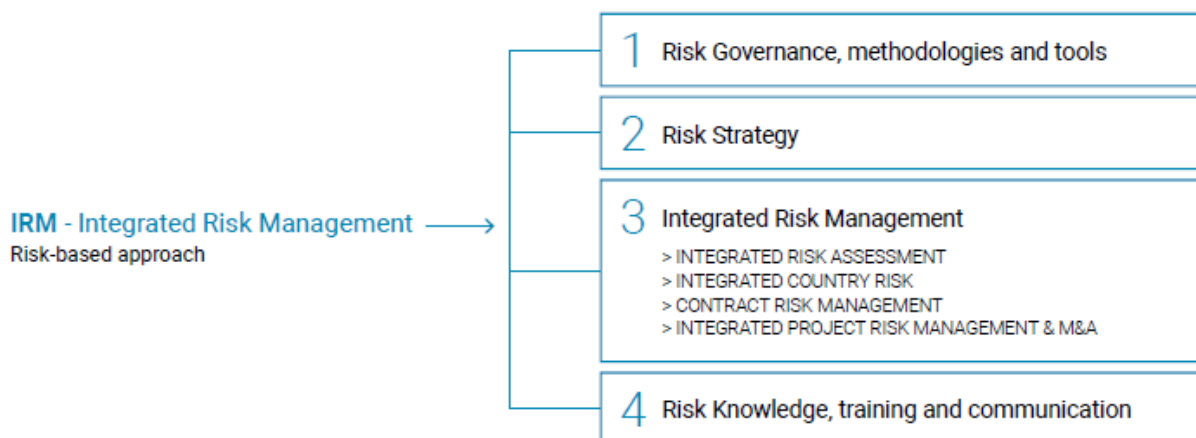 1 Risk Governance, methodologies and tools
2 Risk Strategy
IRM - Integrated Risk Management
Risk-based approach
3 Integrated Risk Management
> INTEGRATED RISK ASSESSMENT
> INTEGRATED COUNTRY RISK
> CONTRACT RISK MANAGEMENT
> INTEGRATED PROJECT RISK MANAGEMENT & M&A
4 Risk Knowledge, training and communication